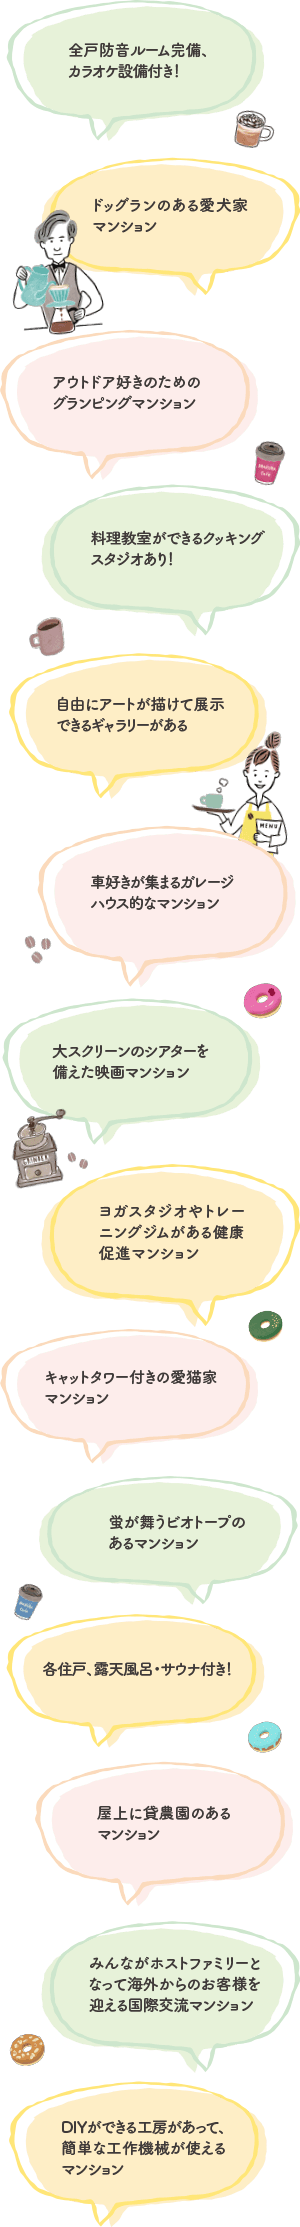 全戸防音ルーム完備、
カラオケ設備付き!
ドッグランのある愛犬家
マンション
アウトドア好きのための
グランピングマンション
料理教室ができるクッキング
スタジオあり!
自由にアートが描けて展示
できるギャラリーがある
MENU
車好きが集まるガレージ
ハウス的なマンション
大スクリーンのシアターを
備えた映画マンション
ヨガスタジオやトレー
ニングジムがある健康
促進マンション
キャットタワー付きの愛猫家
マンション
蛍が舞うビオトープの
あるマンション
各住戸、露天風呂・サウナ付き!
屋上に貸農園のある
マンション
みんながホストファミリーと
なって海外からのお客様を
迎える国際交流マンション
DIYができる工房があって、
簡単な工作機械が使える
マンション